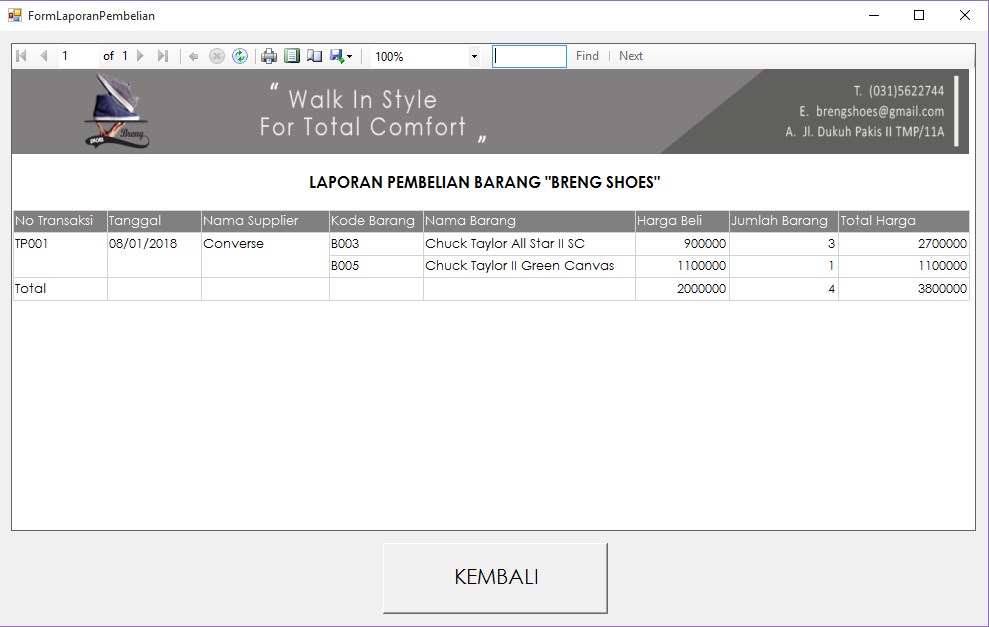 FormLaporanPembelian
1 of 1 100% Find | Next
“ Walk In Style
For Total Comfort „
T. (031)5622744
E. brengshoes@gmail.com
A. Jl. Dukuh Pakis II TMP/11A
SHOES Breng
LAPORAN PEMBELIAN BARANG "BRENG SHOES"
No Transaksi Tanggal Nama Supplier Kode Barang Nama Barang Harga Beli Jumlah Barang Total Harga
TP001 08/01/2018 Converse B003 Chuck Taylor All Star II SC 900000 3 2700000
B005 Chuck Taylor II Green Canvas 1100000 1 1100000
Total 2000000 4 3800000
KEMBALI